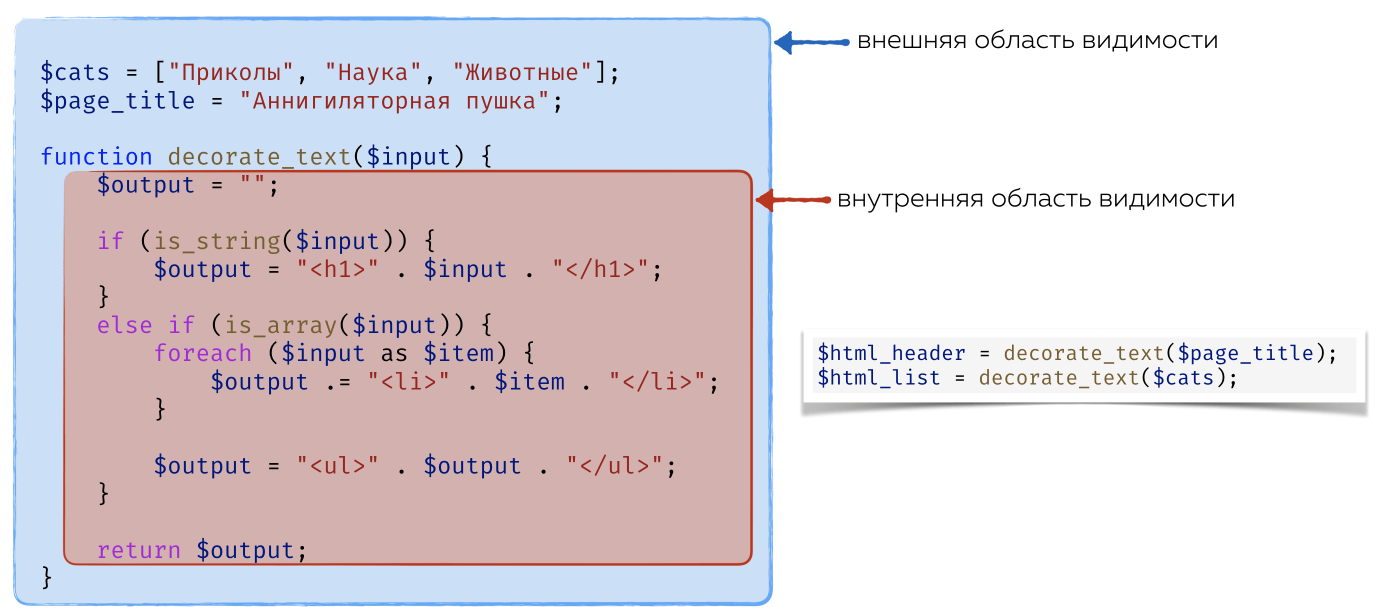 внешняя область видимости
$cats = ["Приколы", "Наука", "Животные"];
$page_title = "Аннигиляторная пушка";
function decorate_text($input) {
$output = "";
внутренняя область видимости
if (is_string($input)) {
$output = "<h1>" . $input . "</h1>";
}
else if (is_array($input)) {
foreach ($input as $item) {
$output .= "<li>" . $item . "</li>";
}
$output = "<ul>" . $output . "</ul>";
}
return $output;
}
$html_header = decorate_text($page_title);
$html_list = decorate_text($cats);